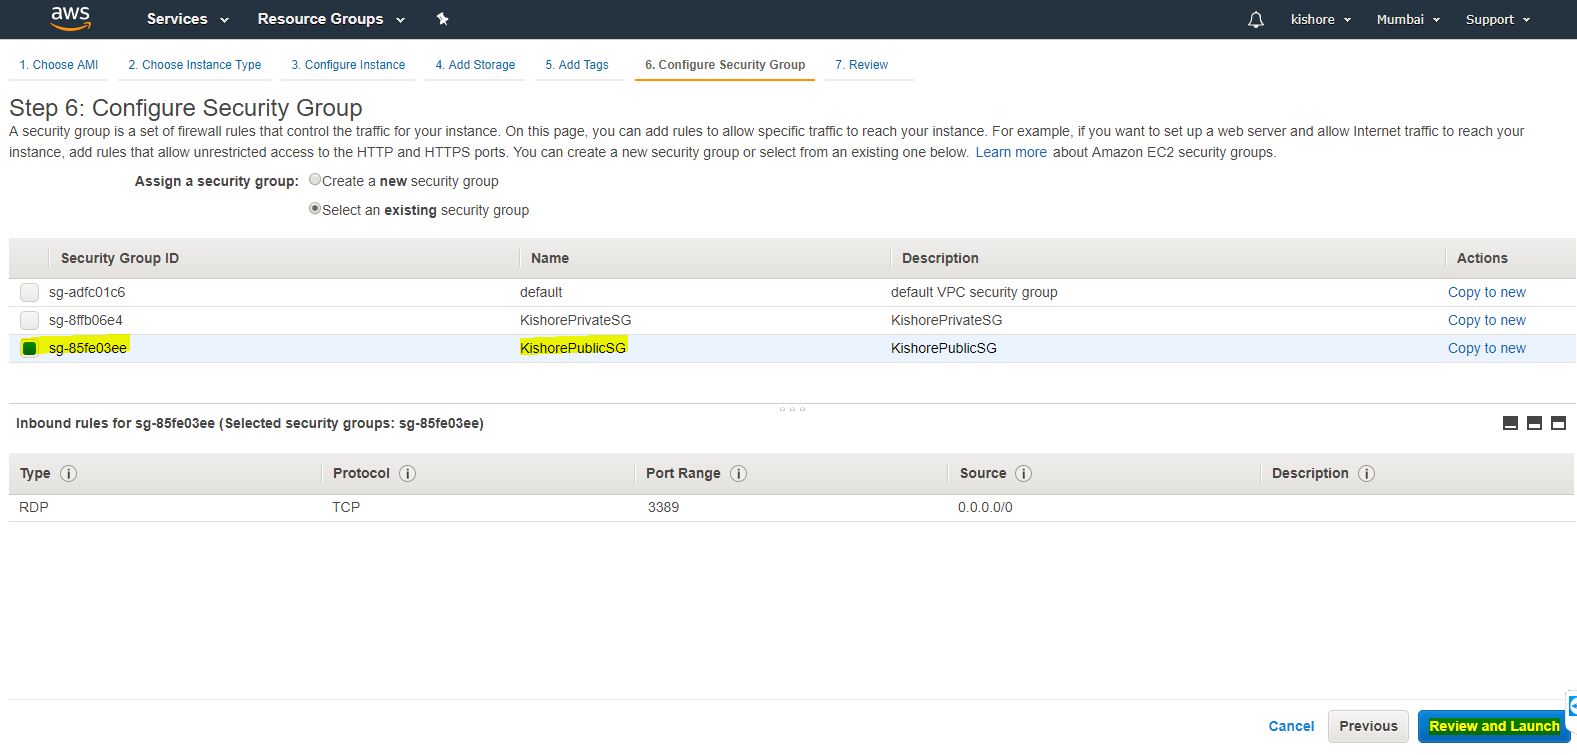 aws Services Resource Groups kishore Mumbai Support
1. Choose AMI 2. Choose Instance Type 3. Configure Instance 4. Add Storage 5. Add Tags 6. Configure Security Group 7. Review
Step 6: Configure Security Group
A security group is a set of firewall rules that control the traffic for your instance. On this page, you can add rules to allow specific traffic to reach your instance. For example, if you want to set up a web server and allow Internet traffic to reach your
instance, add rules that allow unrestricted access to the HTTP and HTTPS ports. You can create a new security group or select from an existing one below. Learn more about Amazon EC2 security groups.
Assign a security group: Create a new security group
Select an existing security group
Security Group ID Name Description Actions
sg-adfc01c6 default default VPC security group Copy to new
sg-8ffb06e4 KishorePrivateSG KishorePrivateSG Copy to new
sg-85fe03ee KishorePublicSG KishorePublicSG Copy to new
Inbound rules for sg-85fe03ee (Selected security groups: sg-85fe03ee)
Type i Protocol i Port Range i Source i Description i
RDP TCP 3389 0.0.0.0/0
Cancel Previous Review and Launch